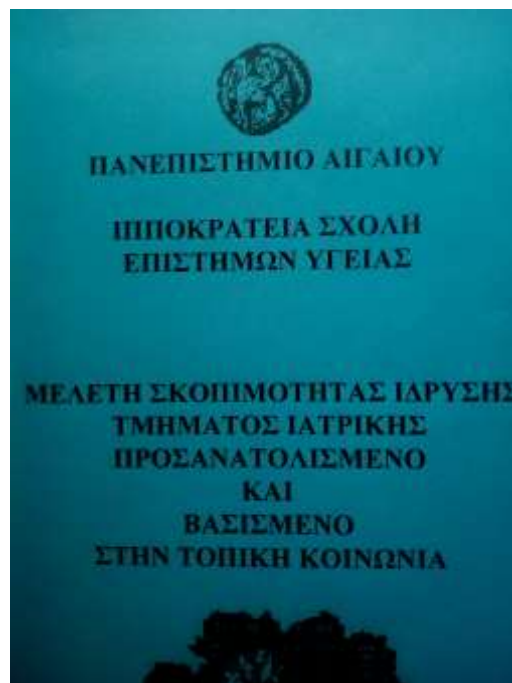 ΠΑΝΕΠΙΣΤΗΜΙΟ ΑΙΓΑΙΟΥ
ΙΠΠΟΚΡΑΤΕΙΑ ΣΧΟΛΗ
ΕΠΙΣΤΗΜΩΝ ΥΓΕΙΑΣ
ΜΕΛΕΤΗ ΣΚΟΠΙΜΟΤΗΤΑΣ ΙΔΡΥΣΗΣ
ΤΜΗΜΑΤΟΣ ΙΑΤΡΙΚΗΣ
ΠΡΟΣΑΝΑΤΟΛΙΣΜΕΝΟ
ΚΑΙ
ΒΑΣΙΣΜΕΝΟ
ΣΤΗΝ ΤΟΠΙΚΗ ΚΟΙΝΩΝΙΑ